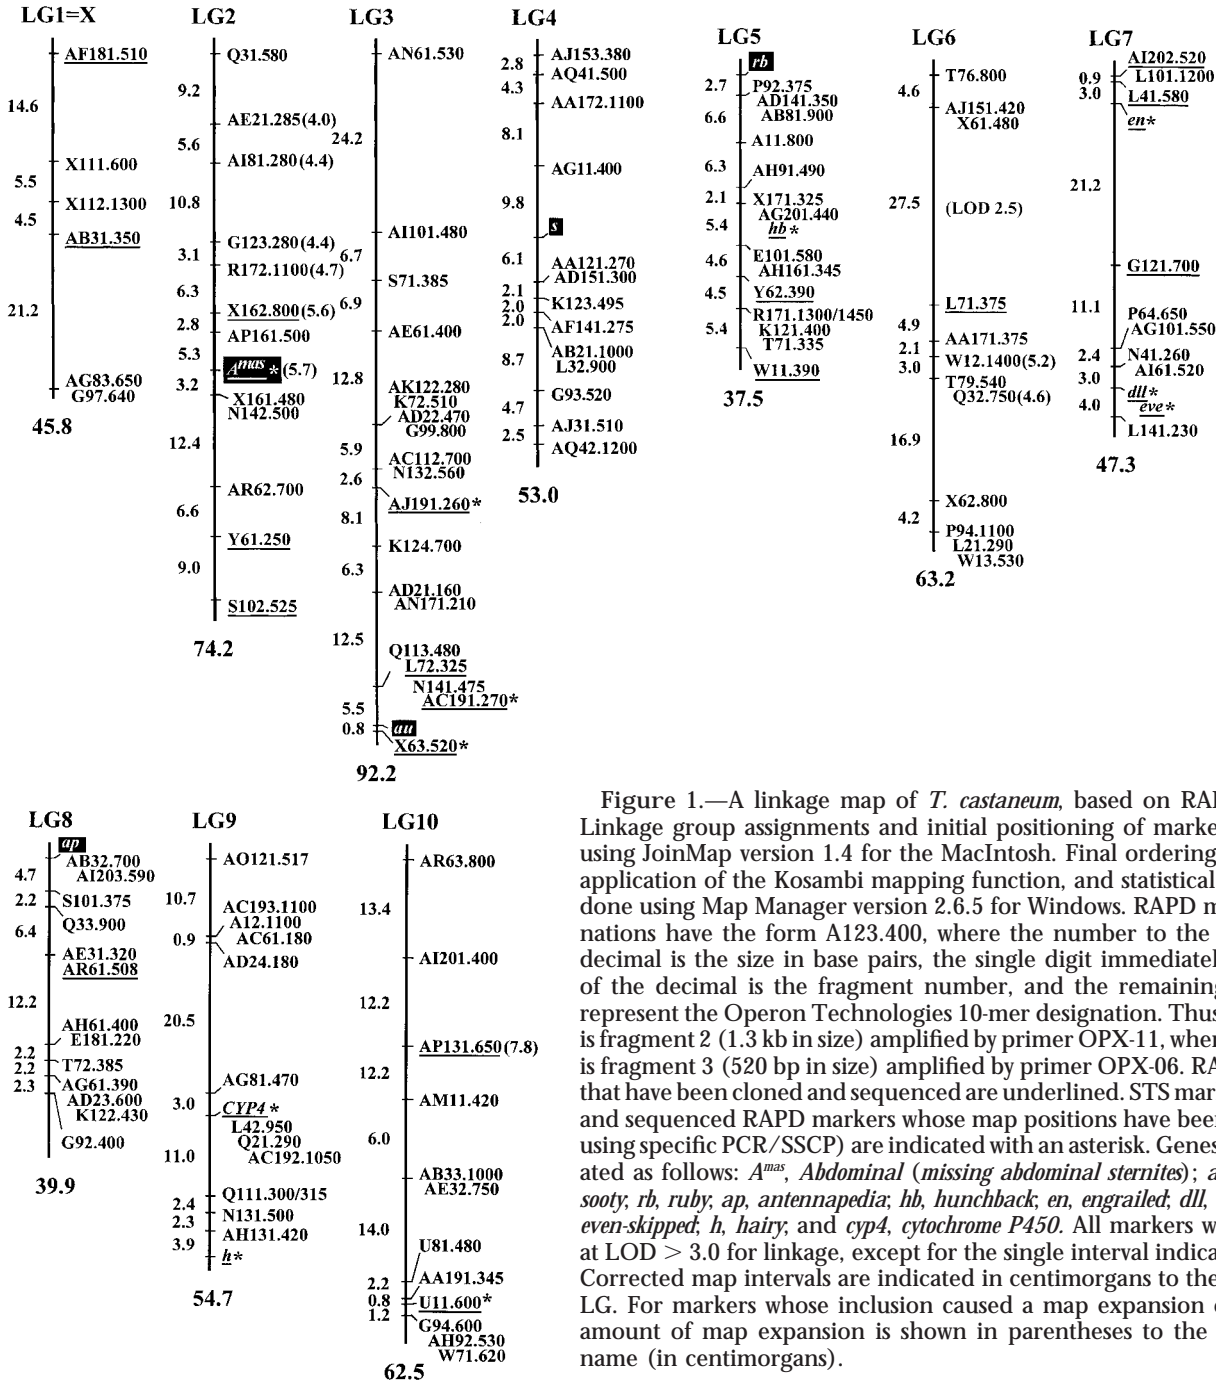 LG1=X
AF181.510
14.6
X111.600
5.5
X112.1300
4.5
AB31.350
21.2
AG83.650
G97.640
45.8
LG2
Q31.580
9.2
AE21.285(4.0)
5.6
AI81.280(4.4)
10.8
G123.280(4.4)
3.1
R172.1100(4.7)
6.3
X162.800(5.6)
2.8
AP161.500
5.3
Amas*(5.7)
3.2
X161.480
N142.500
12.4
AR62.700
6.6
Y61.250
9.0
S102.525
74.2
LG3
AN61.530
24.2
AI101.480
6.7
S71.385
6.9
AE61.400
12.8
AK122.280
K72.510
AD22.470
G99.800
5.9
AC112.700
N132.560
2.6
AJ191.260*
8.1
K124.700
6.3
AD21.160
AN171.210
12.5
Q113.480
L72.325
N141.475
AC191.270*
5.5
au
0.8
X63.520*
92.2
LG4
AJ153.380
2.8
AQ41.500
4.3
AA172.1100
8.1
AG11.400
9.8
s
6.1
AA121.270
AD151.300
2.1
K123.495
2.0
2.0
AF141.275
AB21.1000
L32.900
8.7
G93.520
4.7
AJ31.510
2.5
AQ42.1200
53.0
LG5
rb
2.7
P92.375
AD141.350
AB81.900
6.6
A11.800
6.3
AH91.490
2.1
X171.325
AG201.440
hb*
5.4
E101.580
AH161.345
4.6
Y62.390
4.5
R171.1300/1450
K121.400
T71.335
5.4
W11.390
37.5
LG6
T76.800
4.6
AJ151.420
X61.480
27.5
(LOD 2.5)
L71.375
4.9
AA171.375
2.1
W12.1400(5.2)
3.0
T79.540
Q32.750(4.6)
16.9
X62.800
4.2
P94.1100
L21.290
W13.530
63.2
LG7
AI202.520
0.9
L101.1200
3.0
L41.580
en*
21.2
G121.700
11.1
P64.650
AG101.550
2.4
N41.260
AI61.520
3.0
dll*
eve*
4.0
L141.230
47.3
LG8
ap
AB32.700
AI203.590
4.7
S101.375
2.2
Q33.900
6.4
AE31.320
AR61.508
12.2
AH61.400
E181.220
2.2
T72.385
2.2
AG61.390
AD23.600
K122.430
2.3
G92.400
39.9
LG9
AO121.517
10.7
AC193.1100
A12.1100
AC61.180
0.9
AD24.180
20.5
AG81.470
3.0
CYP4*
L42.950
Q21.290
AC192.1050
11.0
Q111.300/315
2.4
N131.500
2.3
AH131.420
3.9
h*
54.7
LG10
AR63.800
13.4
AI201.400
12.2
AP131.650(7.8)
12.2
AM11.420
6.0
AB33.1000
AE32.750
14.0
U81.480
2.2
AA191.345
0.8
U11.600*
1.2
G94.600
AH92.530
W71.620
62.5
Figure 1.—A linkage map of T. castaneum, based on RAP
Linkage group assignments and initial positioning of marke
using JoinMap version 1.4 for the MacIntosh. Final ordering
application of the Kosambi mapping function, and statistical
done using Map Manager version 2.6.5 for Windows. RAPD m
nations have the form A123.400, where the number to the
decimal is the size in base pairs, the single digit immediatel
of the decimal is the fragment number, and the remaining
represent the Operon Technologies 10-mer designation. Thus
is fragment 2 (1.3 kb in size) amplified by primer OPX-11, wher
is fragment 3 (520 bp in size) amplified by primer OPX-06. RA
that have been cloned and sequenced are underlined. STS mar
and sequenced RAPD markers whose map positions have been
using specific PCR/SSCP) are indicated with an asterisk. Genes
ated as follows: Amas, Abdominal (missing abdominal sternites); a
sooty, rb, ruby, ap, antennapedia; hb, hunchback; en, engrailed; dll,
even-skipped; h, hairy; and cyp4, cytochrome P450. All markers w
at LOD > 3.0 for linkage, except for the single interval indica
Corrected map intervals are indicated in centimorgans to the
LG. For markers whose inclusion caused a map expansion o
amount of map expansion is shown in parentheses to the
name (in centimorgans).